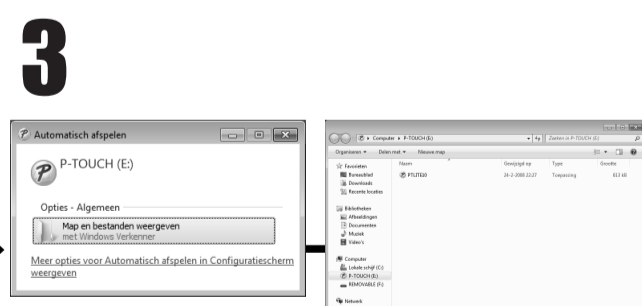 3
Automatisch afspelen
P-TOUCH (E:)
Opties - Algemeen
Map en bestanden weergeven
met Windows Verkenner
Meer opties voor Automatisch afspelen in Configuratiescherm
weergeven
Computer P-TOUCH (E:)
Zoeken in P-TOUCH (E:)
Organiseren Delen met Nieuwe map
Naam Gewijzigd op Type Grootte
PTLITE10 24-2-2008 22:27 Toepassing 613 kB
Favorieten
Bureaublad
Downloads
Recente locaties
Bibliotheken
Afbeeldingen
Documenten
Muziek
Video's
Computer
Lokale schijf (C:)
P-TOUCH (E:)
REMOVABLE (F:)
Netwerk